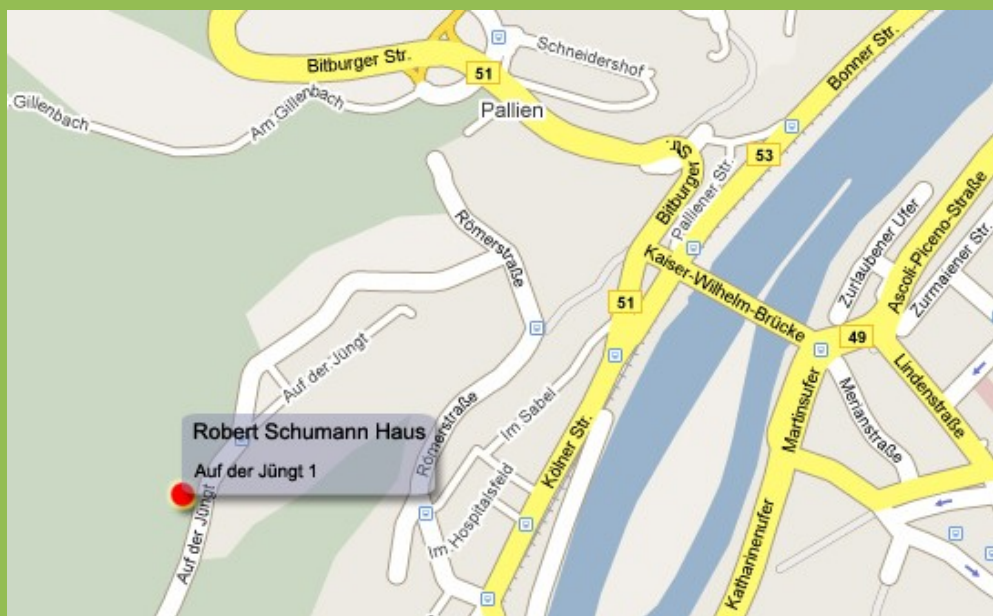 Bitburger Str.
51
Schneidershof
Bonner Str.
Gillenbach
Am Gillenbach
Pallien
53
Bitburger Str.
Palliener Str.
Römerstraße
Kaiser-Wilhelm-Brücke
Zurlaubener Ufer
Ascoli-Piceno-Straße
Zurmaiener Str.
51
49
Auf der Jüngt
Im Sabel
Lindenstraße
Merianstraße
Martinsufer
Römerstraße
Kölner Str.
Robert Schumann Haus
Auf der Jüngt 1
Im Hospitalsfeld
Auf der Jüngt
Katharinenufer